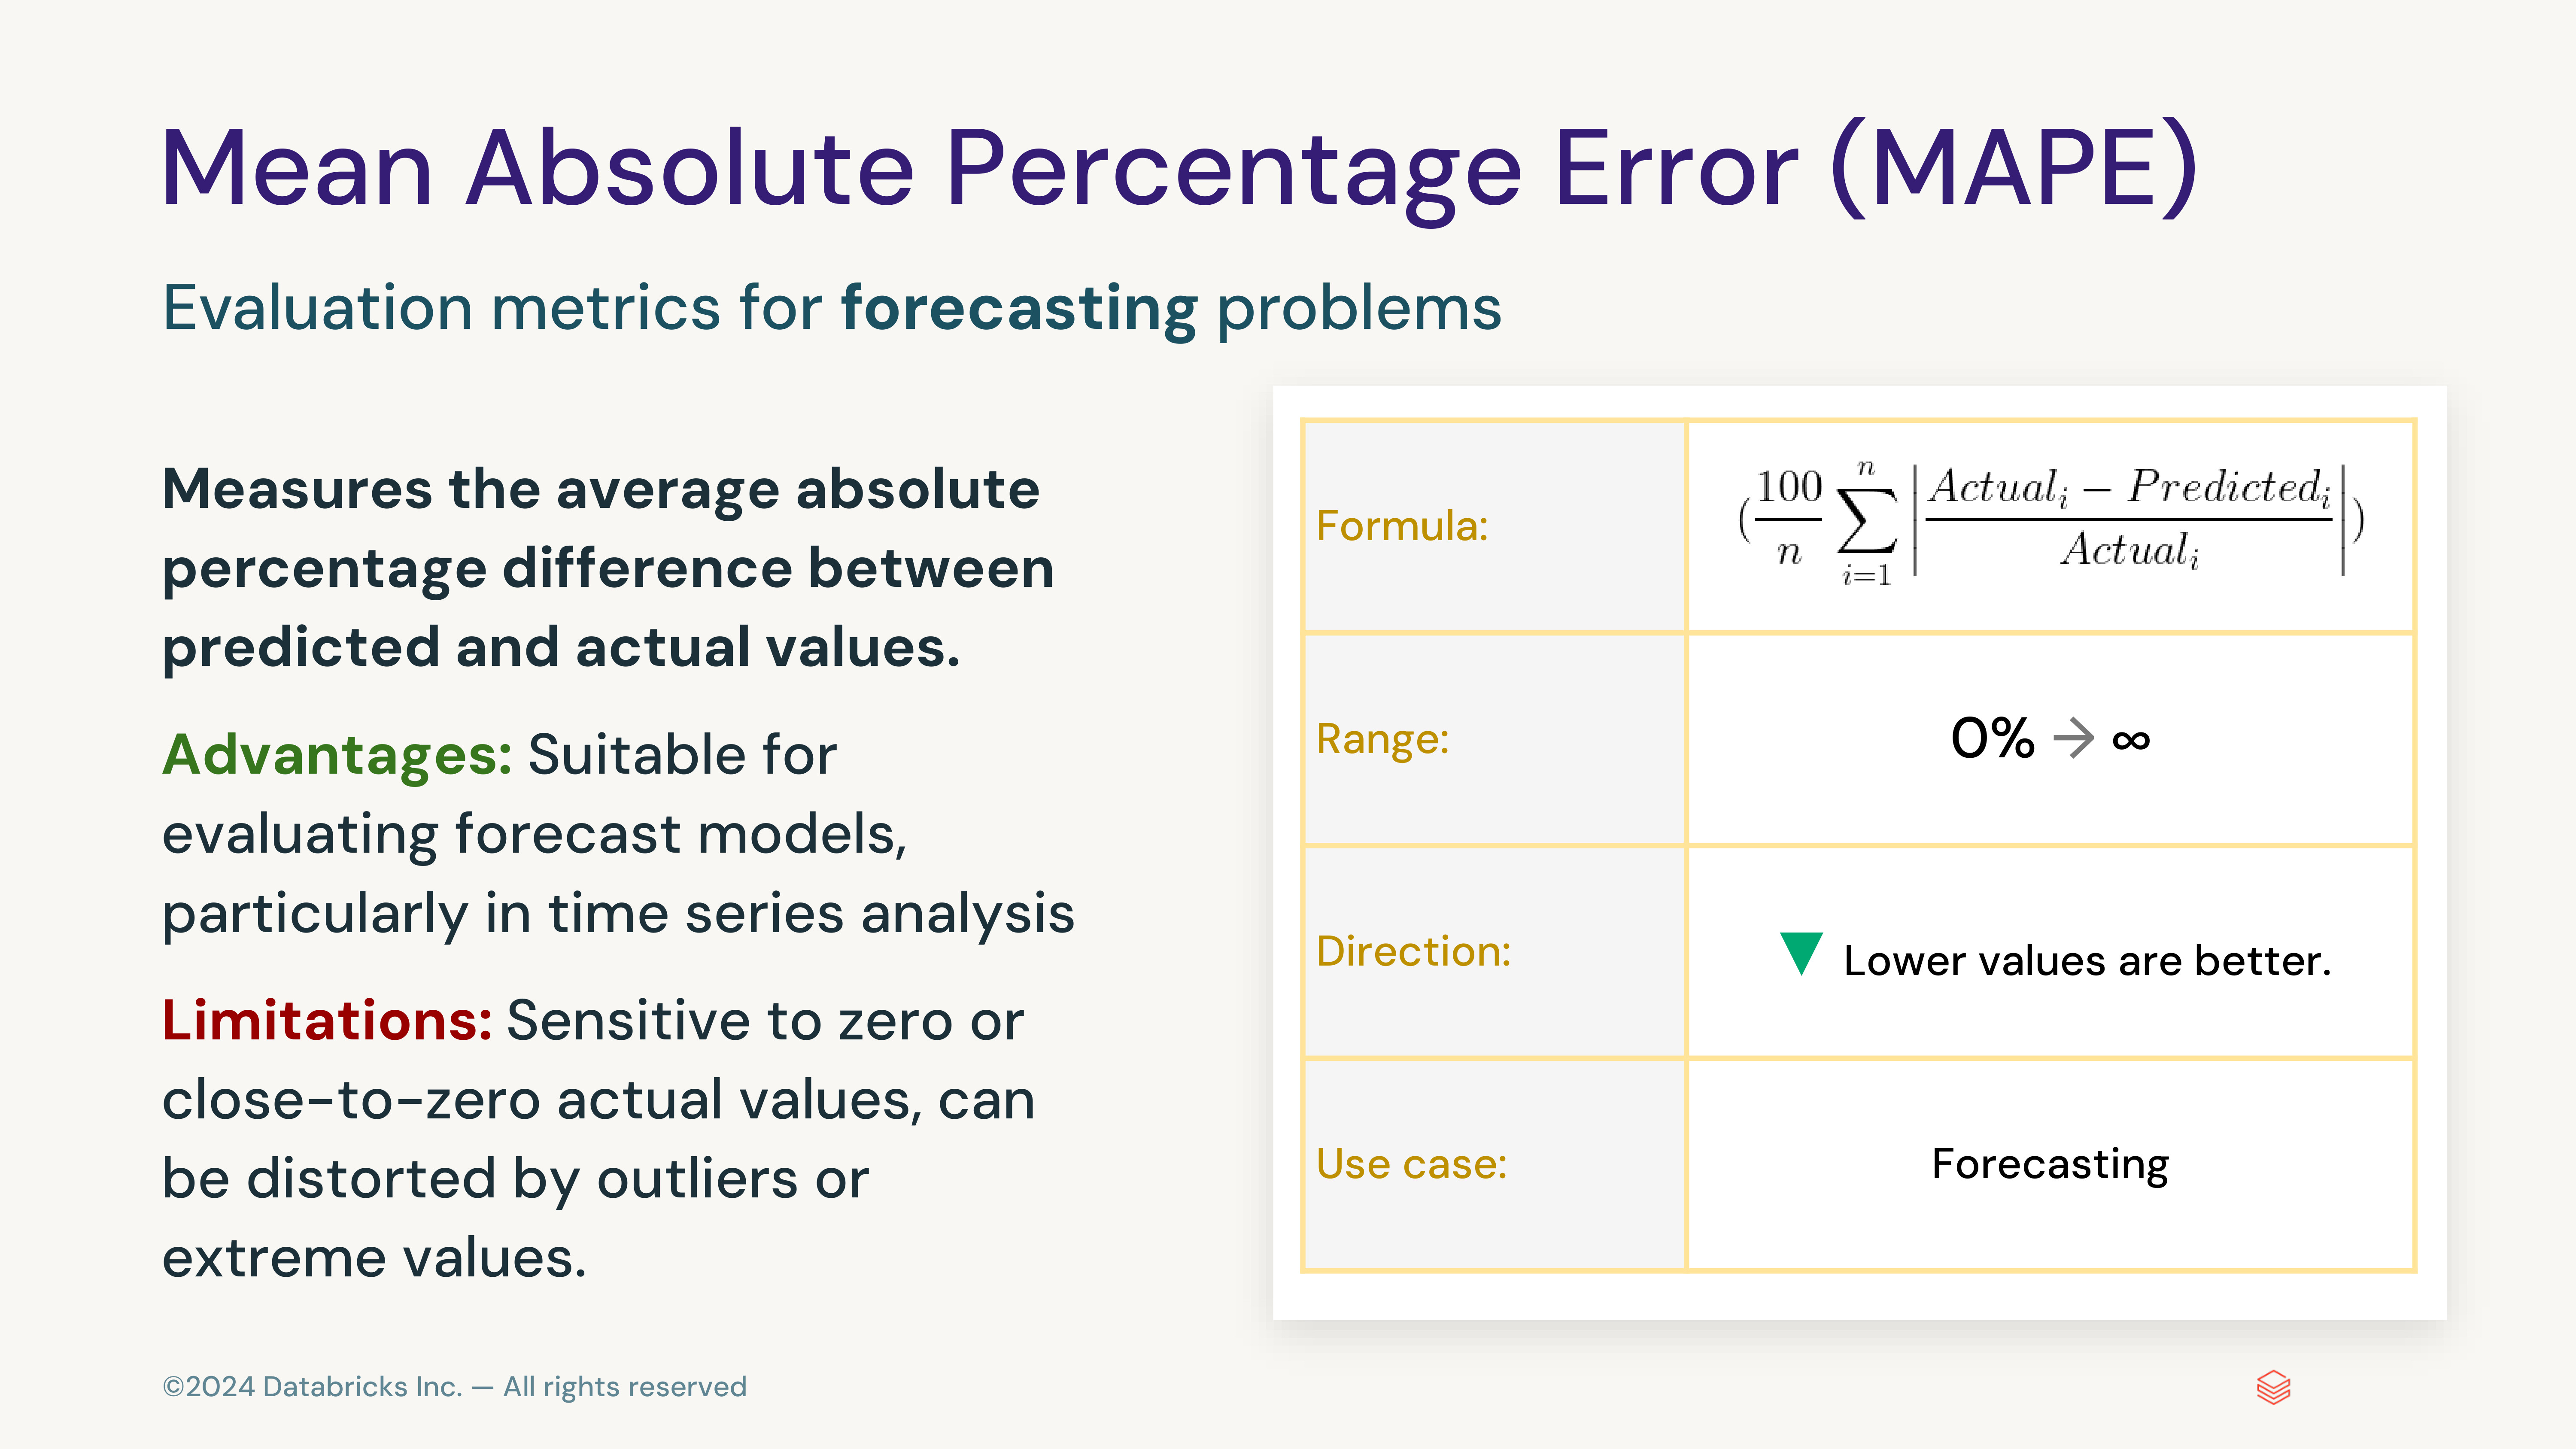 Mean Absolute Percentage Error (MAPE)
Evaluation metrics for forecasting problems
Measures the average absolute
percentage difference between
predicted and actual values.
Advantages: Suitable for
evaluating forecast models,
particularly in time series analysis
Limitations: Sensitive to zero or
close-to-zero actual values, can
be distorted by outliers or
extreme values.
Formula:
(\frac{100}{n} \sum_{i=1}^{n} \left| \frac{Actual_i - Predicted_i}{Actual_i} \right|)
Range:
0% → ∞
Direction:
▼ Lower values are better.
Use case:
Forecasting
©2024 Databricks Inc. — All rights reserved